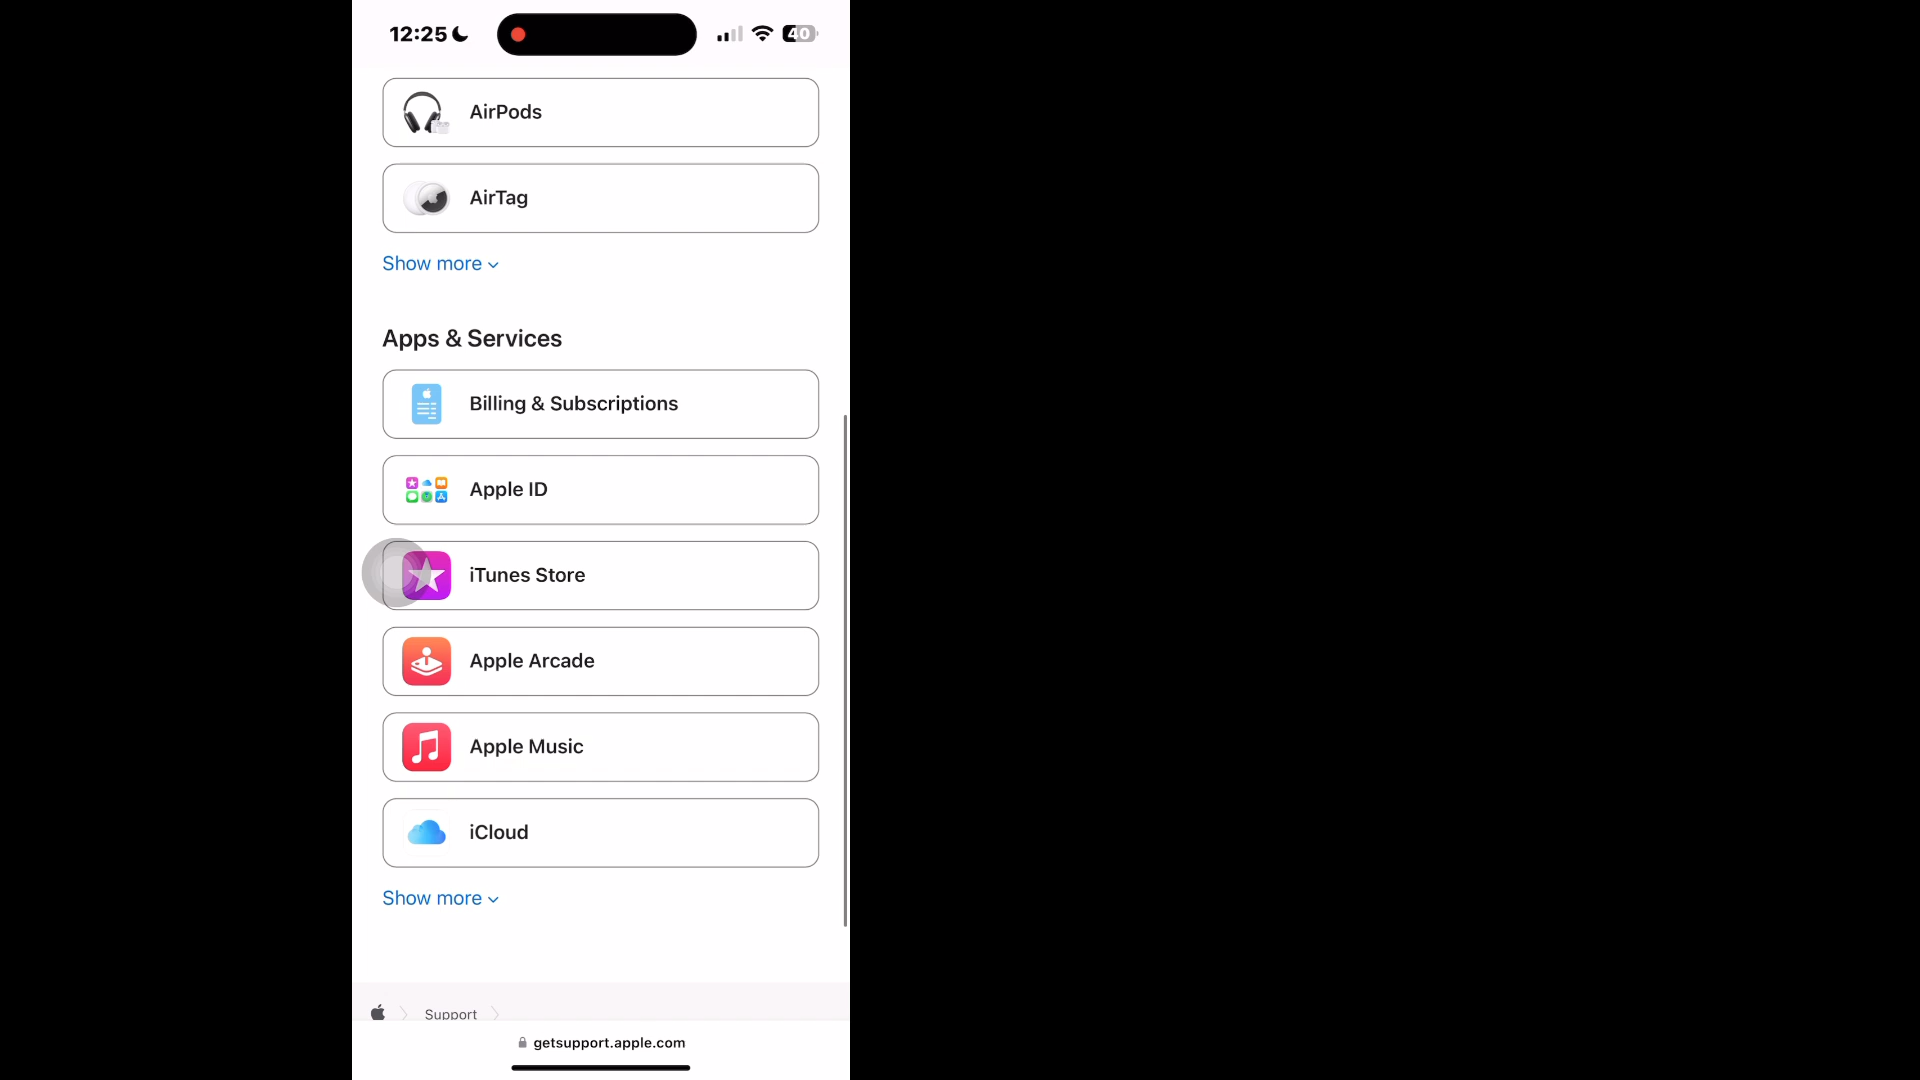 12:25
40
AirPods
AirTag
Show more
Apps & Services
Billing & Subscriptions
Apple ID
iTunes Store
Apple Arcade
Apple Music
iCloud
Show more
Support
getsupport.apple.com